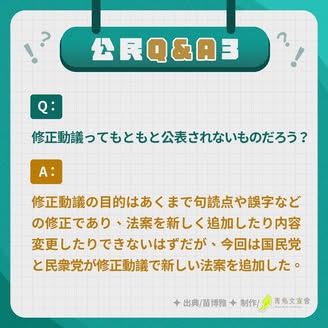 公民Q&A3
Q：
修正動議ってもともと公表されないものだろう？
A：
修正動議の目的はあくまで句読点や誤字など
の修正であり、法案を新しく追加したり内容
変更したりできないはずだが、今回は国民党
と民衆党が修正動議で新しい法案を追加した。
出典/苗博雅 制作/青鳥文宣會